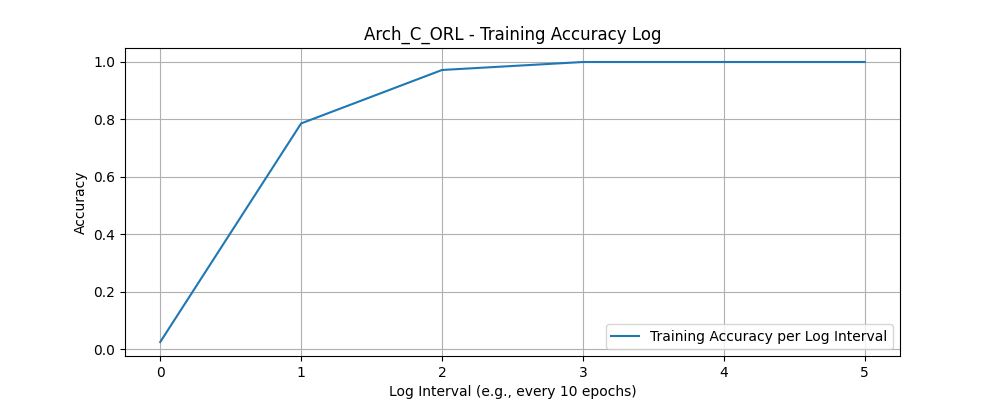 Arch_C_ORL - Training Accuracy Log
Accuracy
1.0
0.8
0.6
0.4
0.2
0.0
Training Accuracy per Log Interval
0 1 2 3 4 5
Log Interval (e.g., every 10 epochs)